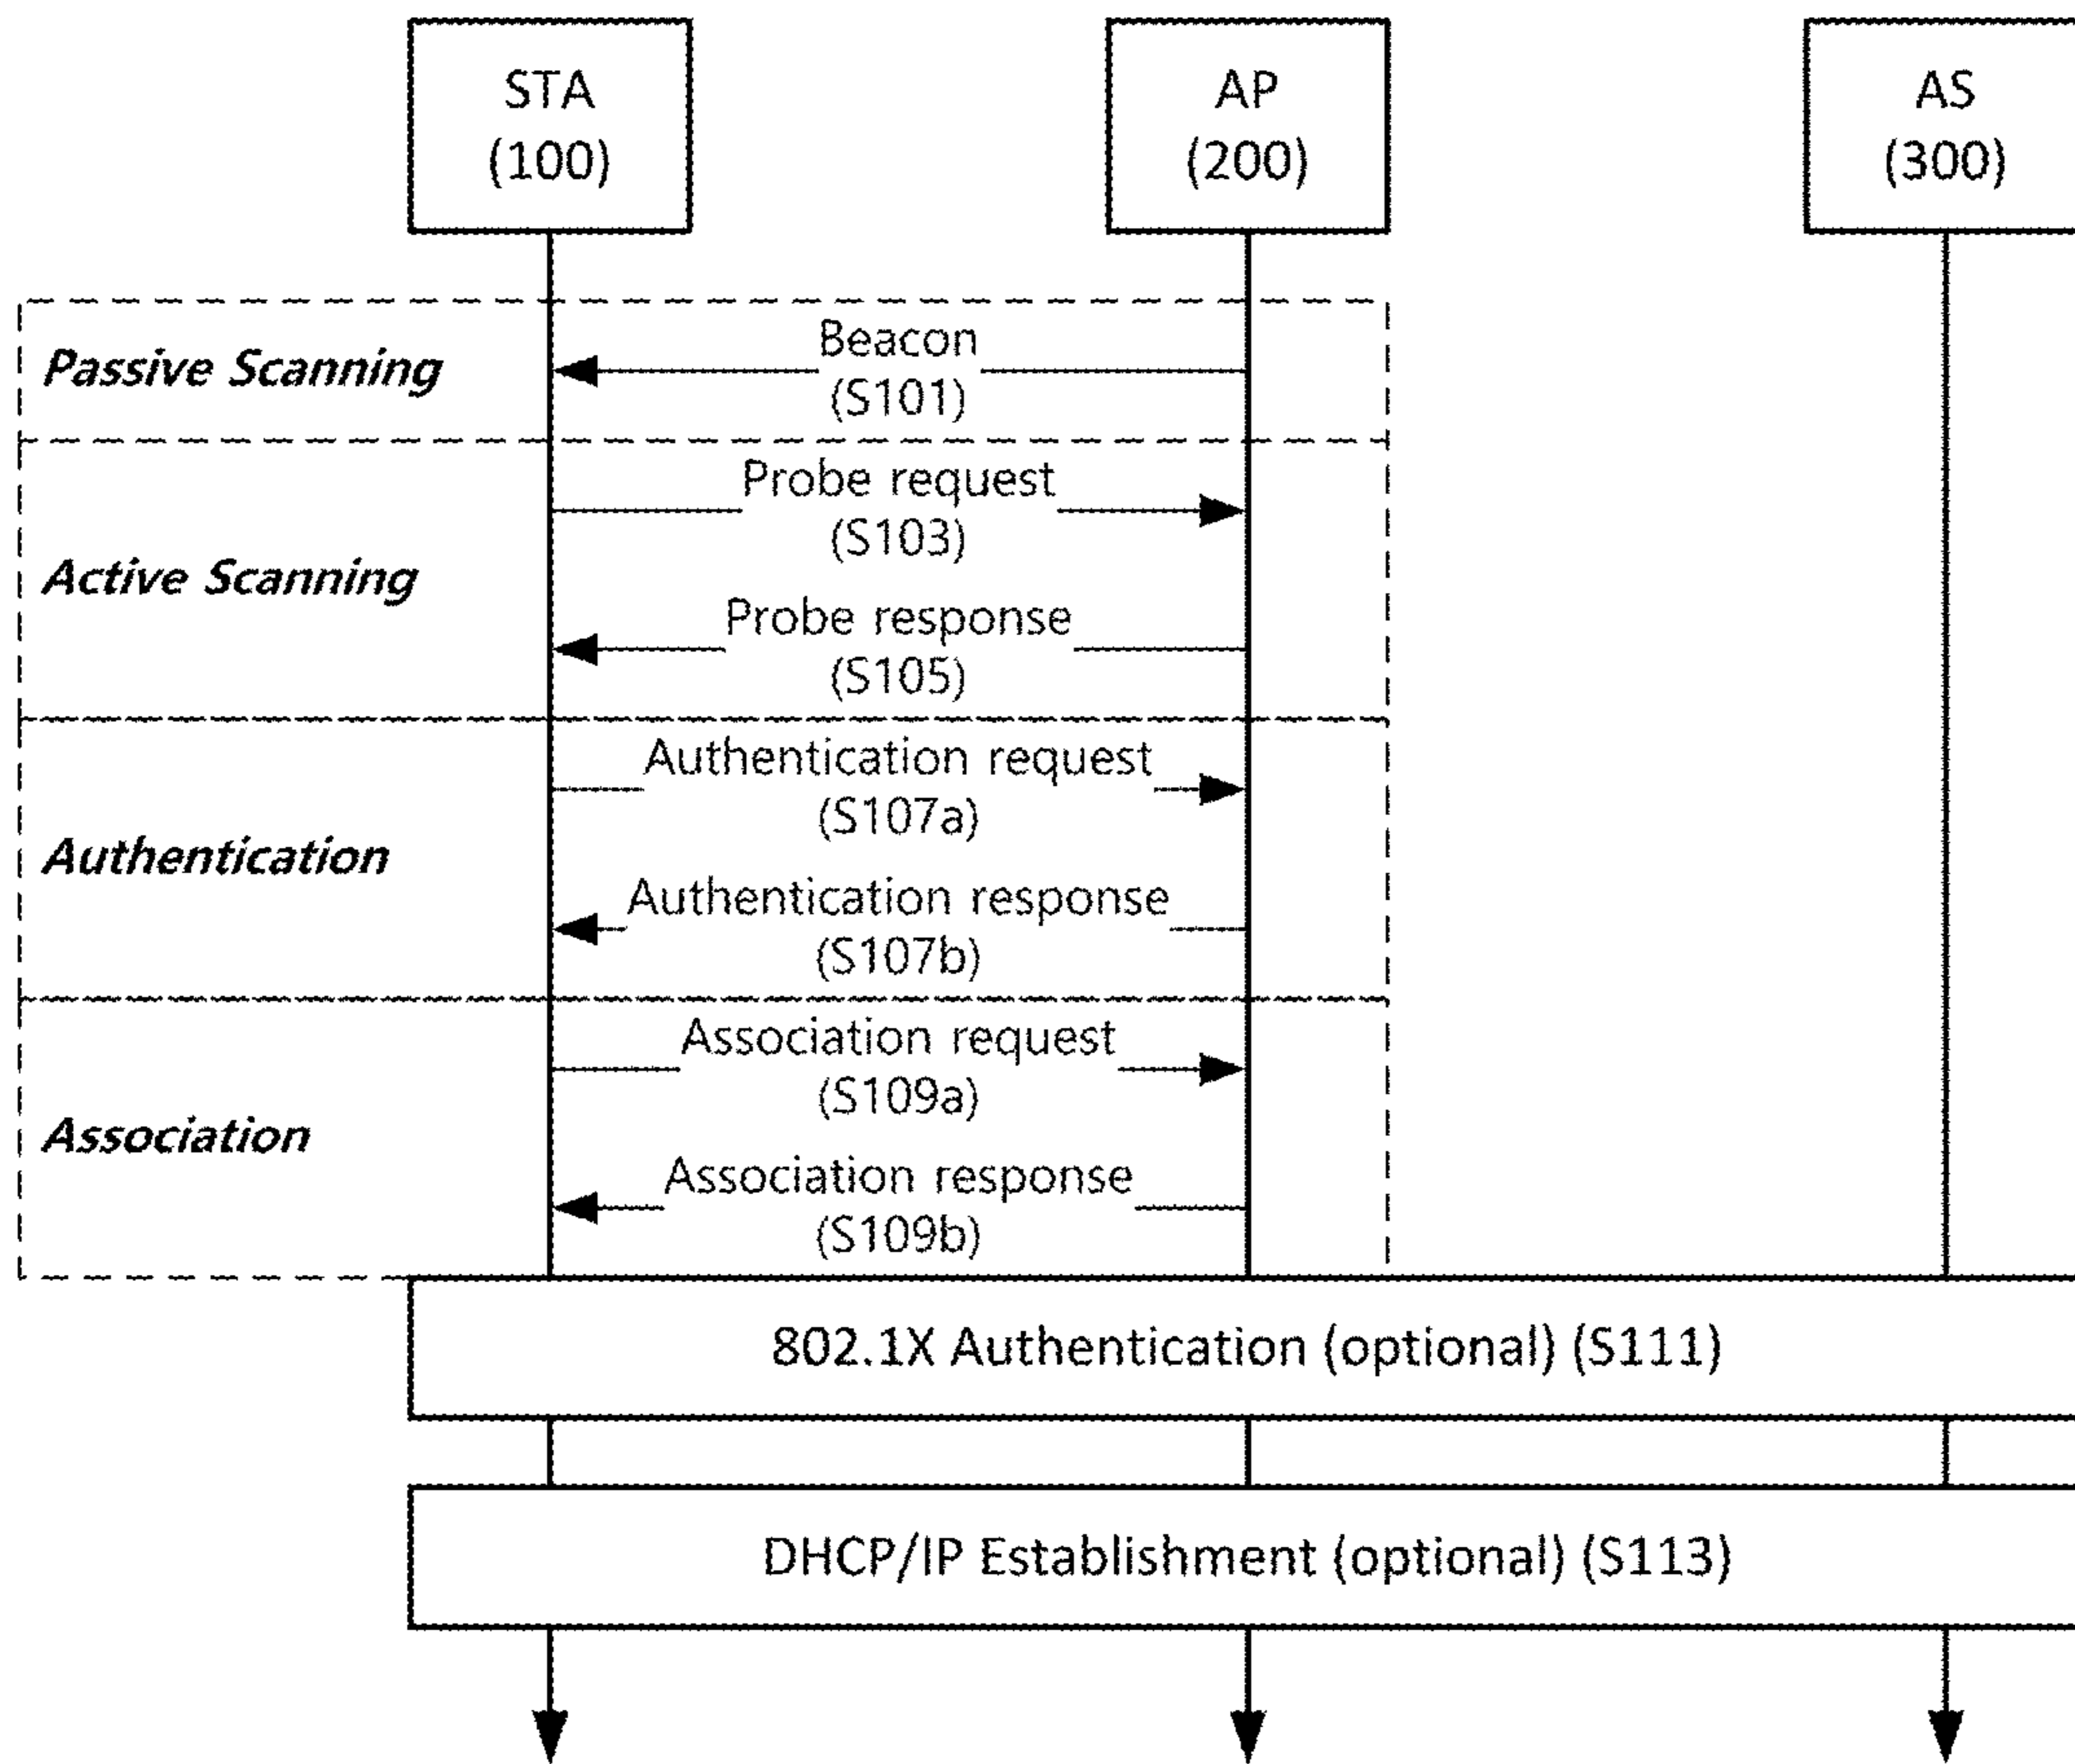 STA
(100)
AP
(200)
AS
(300)
Passive Scanning
Beacon
(S101)
Active Scanning
Probe request
(S103)
Probe response
(S105)
Authentication
Authentication request
(S107a)
Authentication response
(S107b)
Association
Association request
(S109a)
Association response
(S109b)
802.1X Authentication (optional) (S111)
DHCP/IP Establishment (optional) (S113)